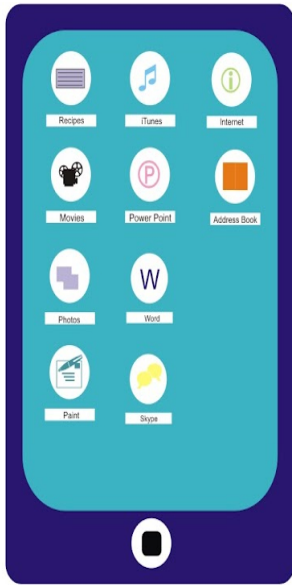 Recipes
iTunes
Internet
Movies
Power Point
Address Book
Photos
W
Word
Paint
Skype